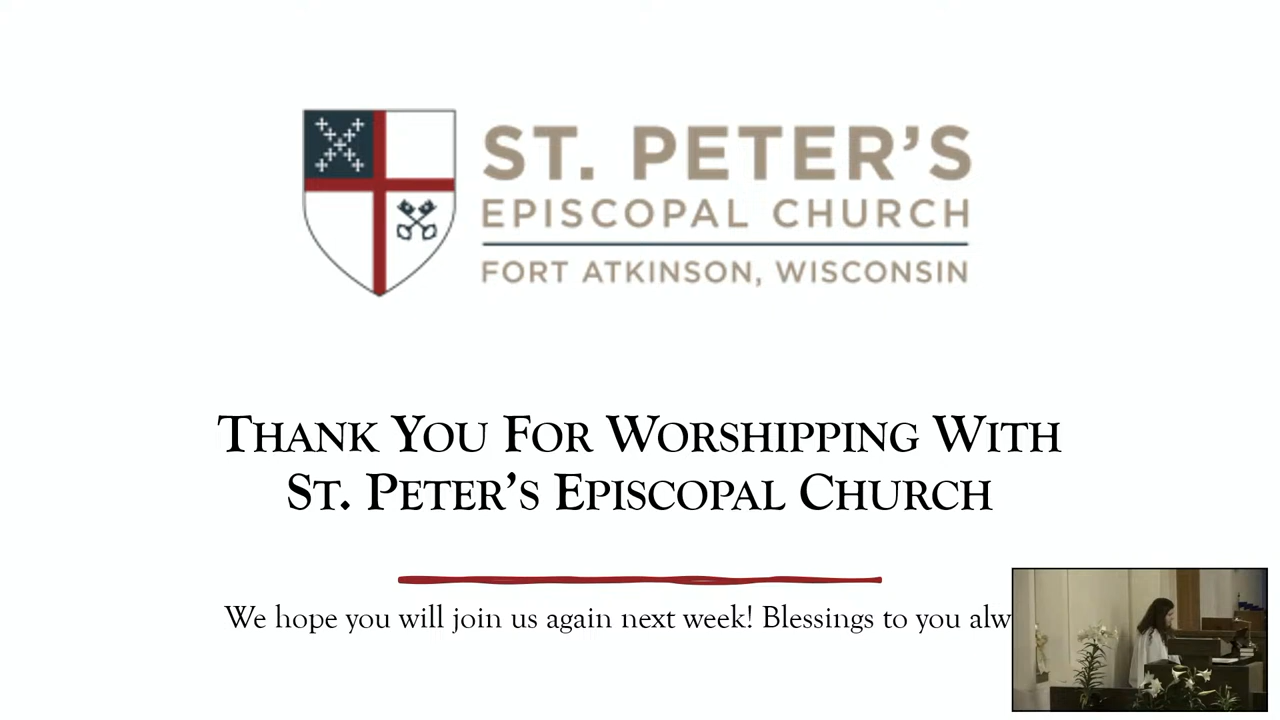 ST. PETER'S
EPISCOPAL CHURCH
FORT ATKINSON, WISCONSIN
THANK YOU FOR WORSHIPPING WITH
ST. PETER'S EPISCOPAL CHURCH
We hope you will join us again next week! Blessings to you